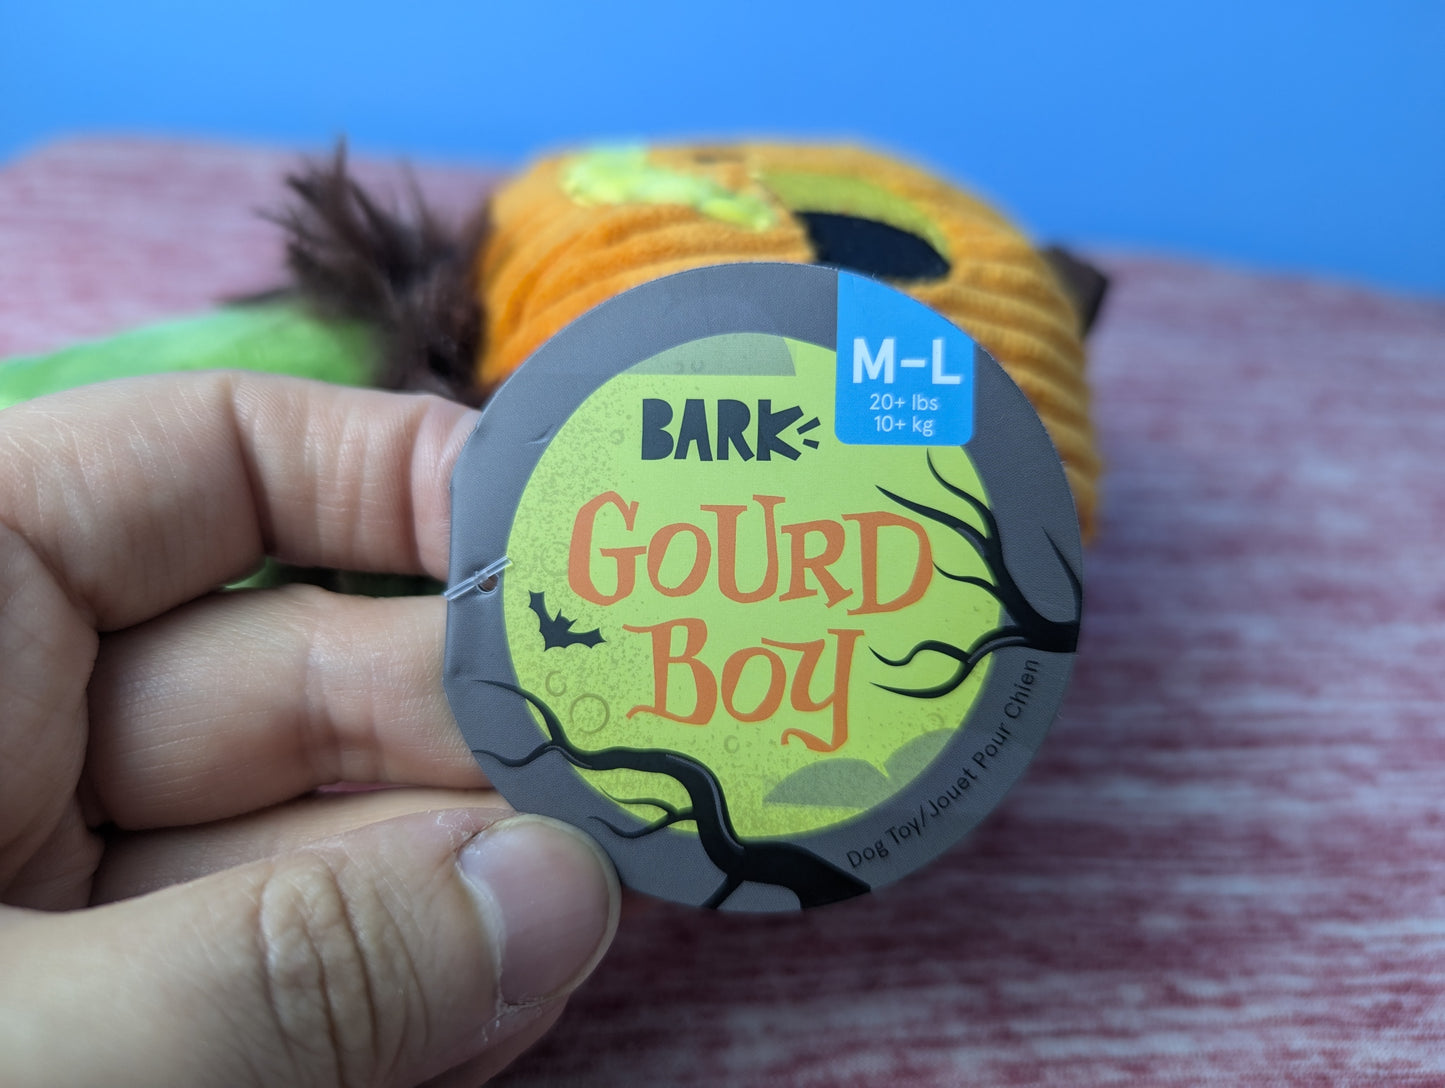 M-L
20+ lbs
10+ kg
BARK
GOURD
BOY
Dog Toy/Jouet Pour Chien